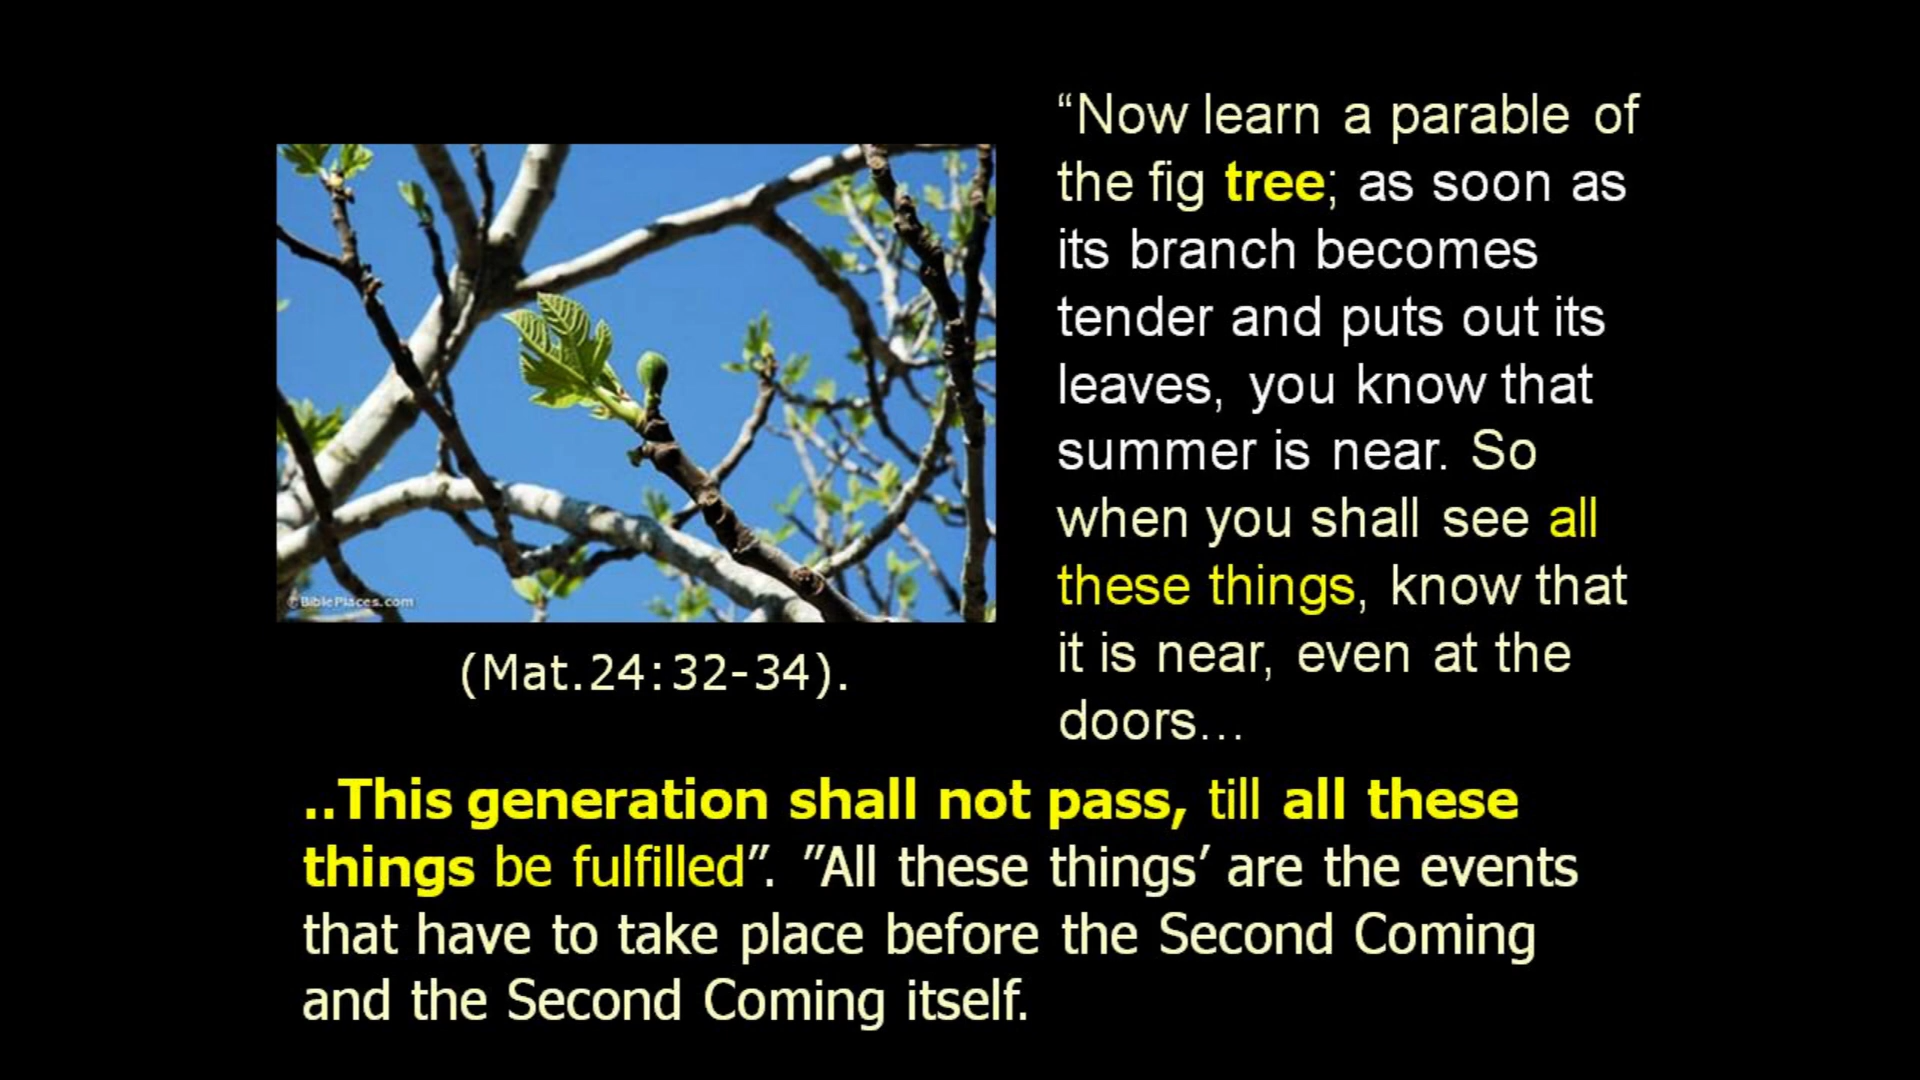 “Now learn a parable of
the fig tree; as soon as
its branch becomes
tender and puts out its
leaves, you know that
summer is near. So
when you shall see all
these things, know that
it is near, even at the
doors…
©BiblePlaces.com
(Mat.24:32-34).
..This generation shall not pass, till all these
things be fulfilled”. ”All these things’ are the events
that have to take place before the Second Coming
and the Second Coming itself.